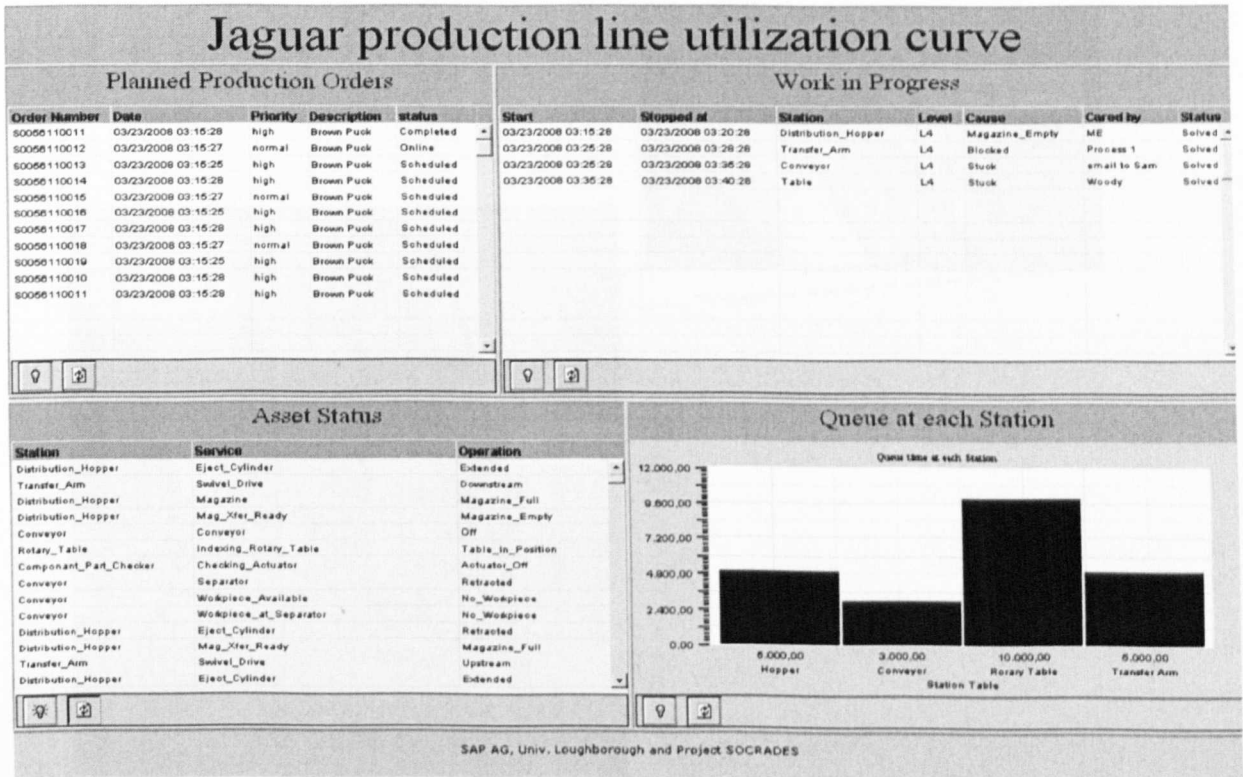 Jaguar production line utilization curve
Planned Production Orders
Order Number Date Priority Description status
S0056110011 03/23/2008 03:15:28 high Brown Puck Completed
S0056110012 03/23/2008 03:15:27 normal Brown Puck Online
S0056110013 03/23/2008 03:15:25 high Brown Puck Scheduled
S0056110014 03/23/2008 03:15:28 high Brown Puck Scheduled
S0056110015 03/23/2008 03:15:27 normal Brown Puck Scheduled
S0056110016 03/23/2008 03:15:25 high Brown Puck Scheduled
S0056110017 03/23/2008 03:15:28 high Brown Puck Scheduled
S0056110018 03/23/2008 03:15:27 normal Brown Puck Scheduled
S0056110019 03/23/2008 03:15:25 high Brown Puck Scheduled
S0056110010 03/23/2008 03:15:28 high Brown Puck Scheduled
S0056110011 03/23/2008 03:15:28 high Brown Puck Scheduled
Work in Progress
Start Stopped at Station Level Cause Cared by Status
03/23/2008 03:15:28 03/23/2008 03:20:28 Distribution_Hopper L4 Magazine_Empty ME Solved
03/23/2008 03:25:28 03/23/2008 03:28:28 Transfer_Arm L4 Blocked Process 1 Solved
03/23/2008 03:25:28 03/23/2008 03:35:28 Conveyor L4 Stuck email to Sam Solved
03/23/2008 03:35:28 03/23/2008 03:40:28 Table L4 Stuck Woody Solved
Asset Status
Station Service Operation
Distribution_Hopper Eject_Cylinder Extended
Transfer_Arm Swivel_Drive Downstream
Distribution_Hopper Magazine Magazine_Full
Distribution_Hopper Mag_Xfer_Ready Magazine_Empty
Conveyor Conveyor Off
Rotary_Table Indexing_Rotary_Table Table_In_Position
Componant_Part_Checker Checking_Actuator Actuator_Off
Conveyor Separator Retracted
Conveyor Workpiece_Available No_Workpiece
Conveyor Workpiece_at_Separator No_Workpiece
Distribution_Hopper Eject_Cylinder Retracted
Distribution_Hopper Mag_Xfer_Ready Magazine_Full
Transfer_Arm Swivel_Drive Upstream
Distribution_Hopper Eject_Cylinder Extended
Queue at each Station
Queue time at each Station
12.000,00
9.600,00
7.200,00
4.800,00
2.400,00
0.00
5.000,00 3.000,00 10.000,00 5.000,00
Hopper Conveyor Rorary Table Transfer Arm
Station Table
SAP AG, Univ. Loughborough and Project SOCRADES